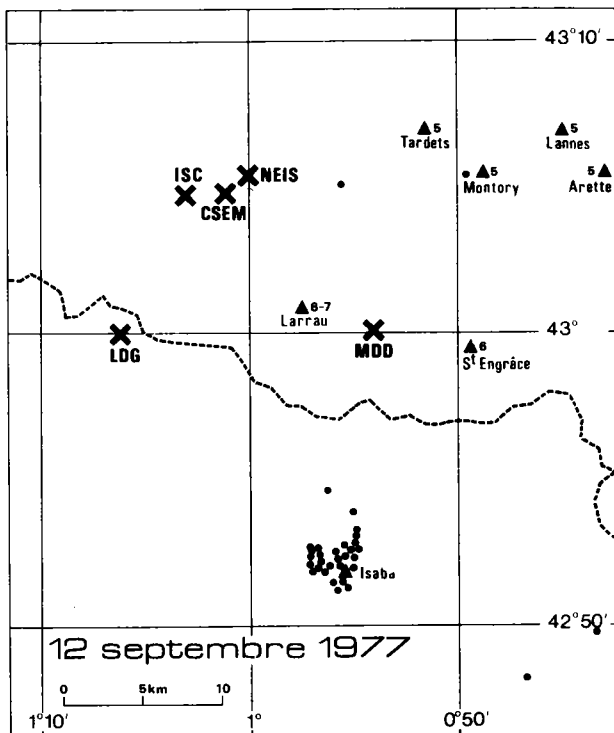 43°10'
5
Tardets
5
Lannes
ISC
NEIS
CSEM
5
Montory
5
Arette
6-7
Larrau
43°
LDG
MDD
6
St Engrâce
Isaba
42°50'
12 septembre 1977
0 5km 10
1°10' 1° 0°50'